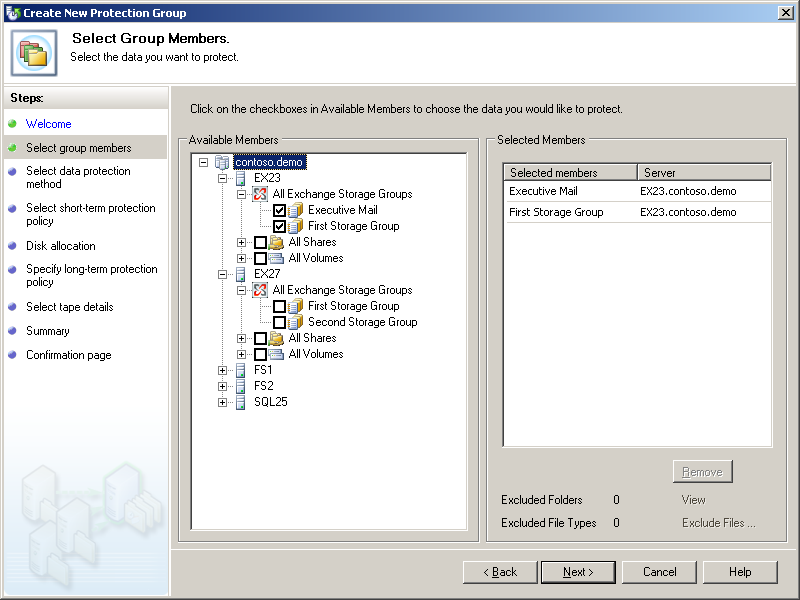 Create New Protection Group
Select Group Members.
Select the data you want to protect.
Steps:
Welcome
Select group members
Select data protection
method
Select short-term protection
policy
Disk allocation
Specify long-term protection
policy
Select tape details
Summary
Confirmation page
Click on the checkboxes in Available Members to choose the data you would like to protect.
Available Members
contoso.demo
EX23
All Exchange Storage Groups
Executive Mail
First Storage Group
All Shares
All Volumes
EX27
All Exchange Storage Groups
First Storage Group
Second Storage Group
All Shares
All Volumes
FS1
FS2
SQL25
Selected Members
Selected members Server
Executive Mail EX23.contoso.demo
First Storage Group EX23.contoso.demo
Remove
Excluded Folders 0 View
Excluded File Types 0 Exclude Files ...
< Back Next > Cancel Help